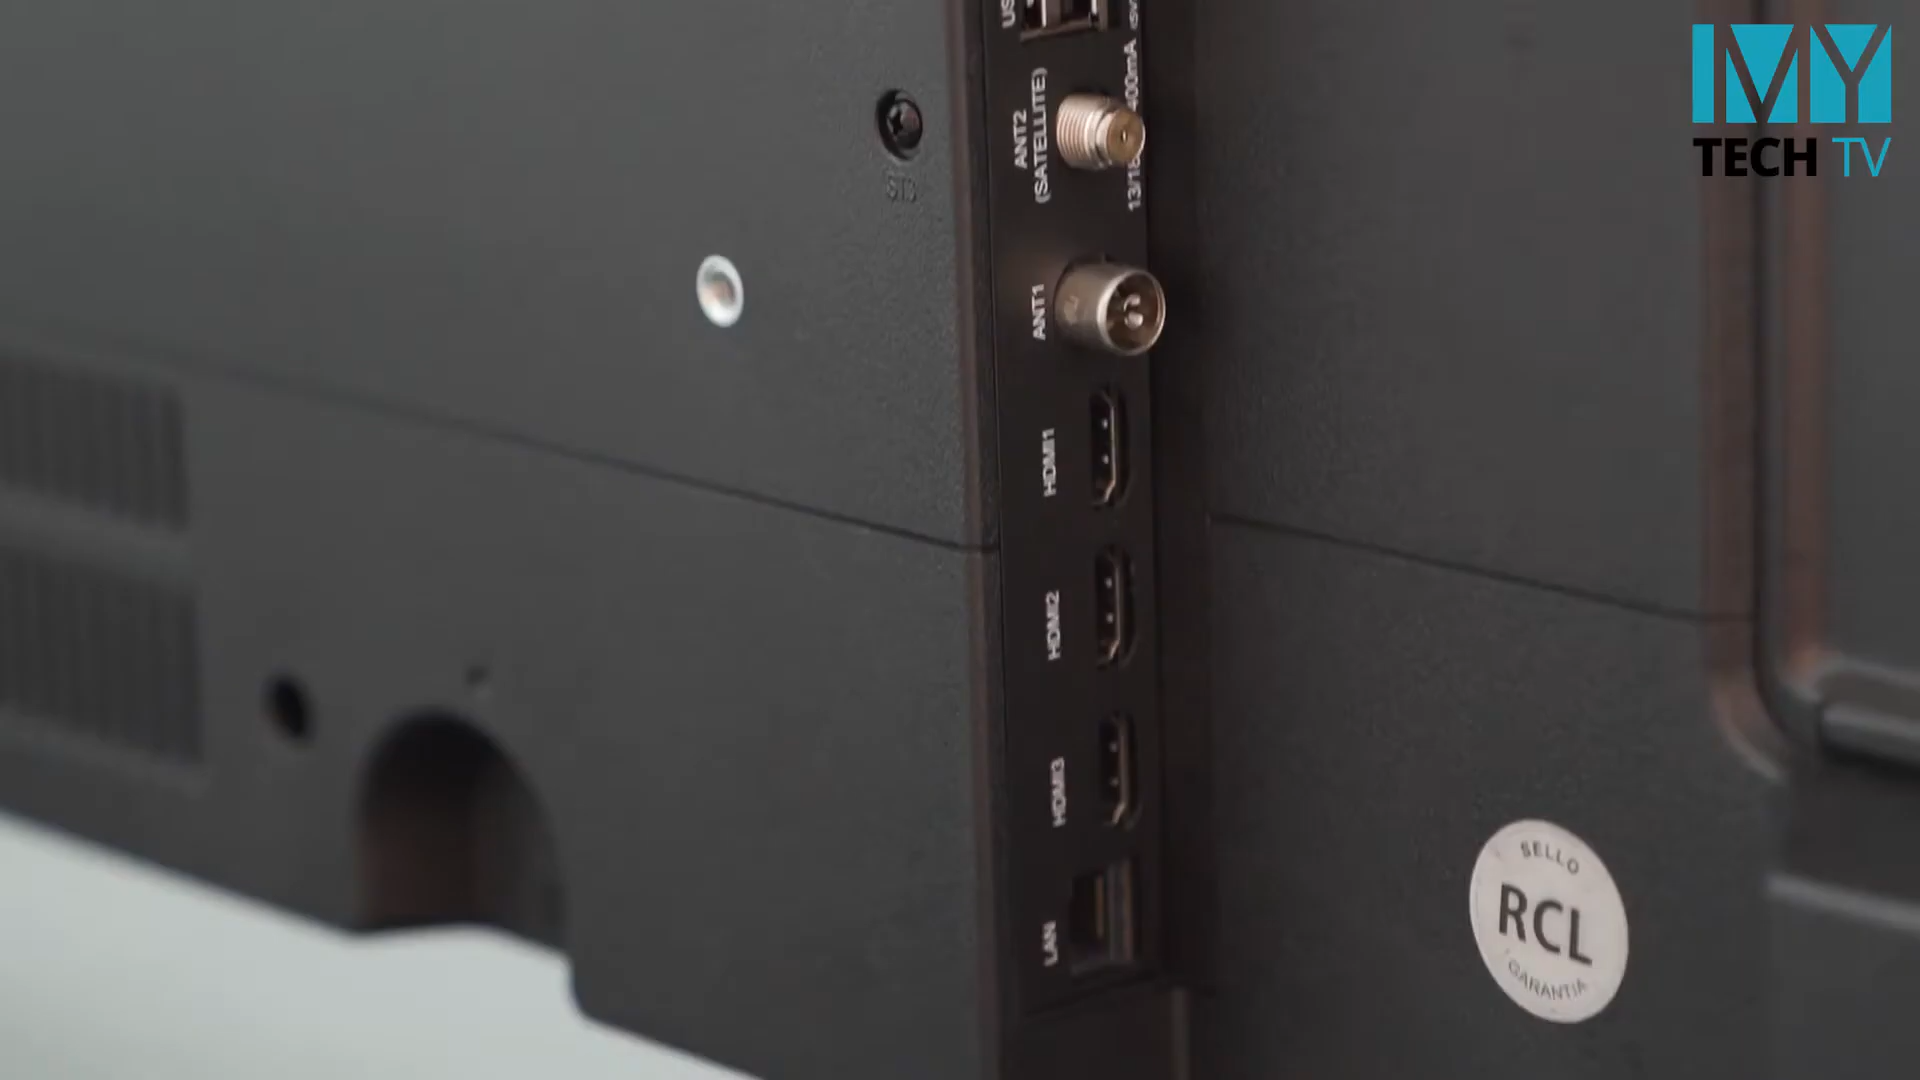 MY
TECH TV
ANT2
(SATELLITE)
ANT1
HDMI1
HDMI2
HDMI3
LAN
SELLO
RCL
GARANTIA